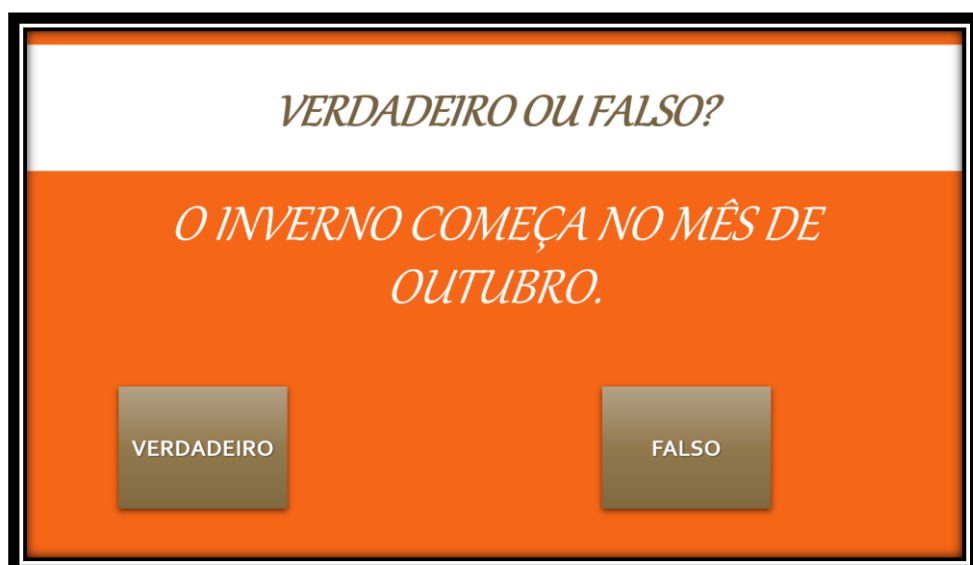 VERDADEIRO OU FALSO?
O INVERNO COMEÇA NO MÊS DE
OUTUBRO.
VERDADEIRO
FALSO